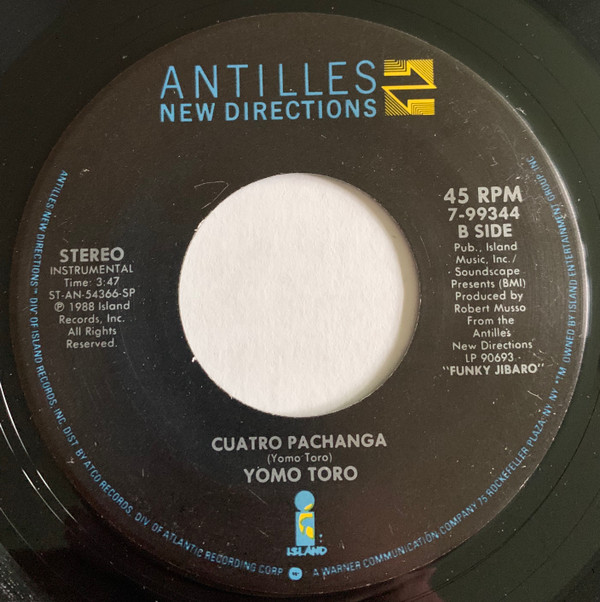 ANTILLES
NEW DIRECTIONS
STEREO
INSTRUMENTAL
Time: 3:47
ST-AN-54366-SP
Ⓟ 1988 Island
Records, Inc.
All Rights
Reserved.
45 RPM
7-99344
B SIDE
Pub., Island
Music, Inc./
Soundscape
Presents (BMI)
Produced by
Robert Musso
From the
Antilles
New Directions
LP 90693
"FUNKY JIBARO"
CUATRO PACHANGA
(Yomo Toro)
YOMO TORO
ISLAND
ANTILLES/NEW DIRECTIONS™ DIV OF ISLAND RECORDS, INC. DIST BY ATCO RECORDS, DIV. OF ATLANTIC RECORDING CORP. A WARNER COMMUNICATION COMPANY 75 ROCKEFELLER PLAZA, NY, NY *TM OWNED BY ISLAND ENTERTAINMENT GROUP INC.